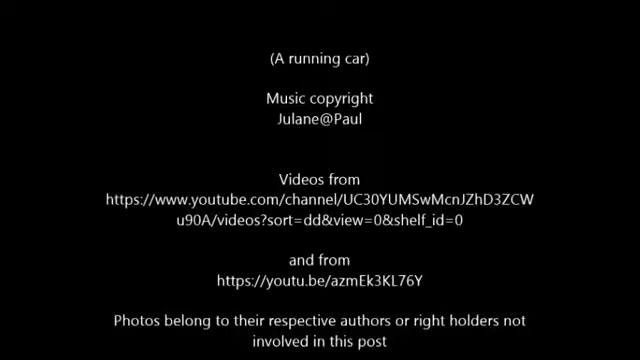 (A running car)
Music copyright
Julane@Paul
Videos from
https://www.youtube.com/channel/UC30YUMSwMcnJZhD3ZCW
u90A/videos?sort=dd&view=0&shelf_id=0
and from
https://youtu.be/azmEk3KL76Y
Photos belong to their respective authors or right holders not
involved in this post